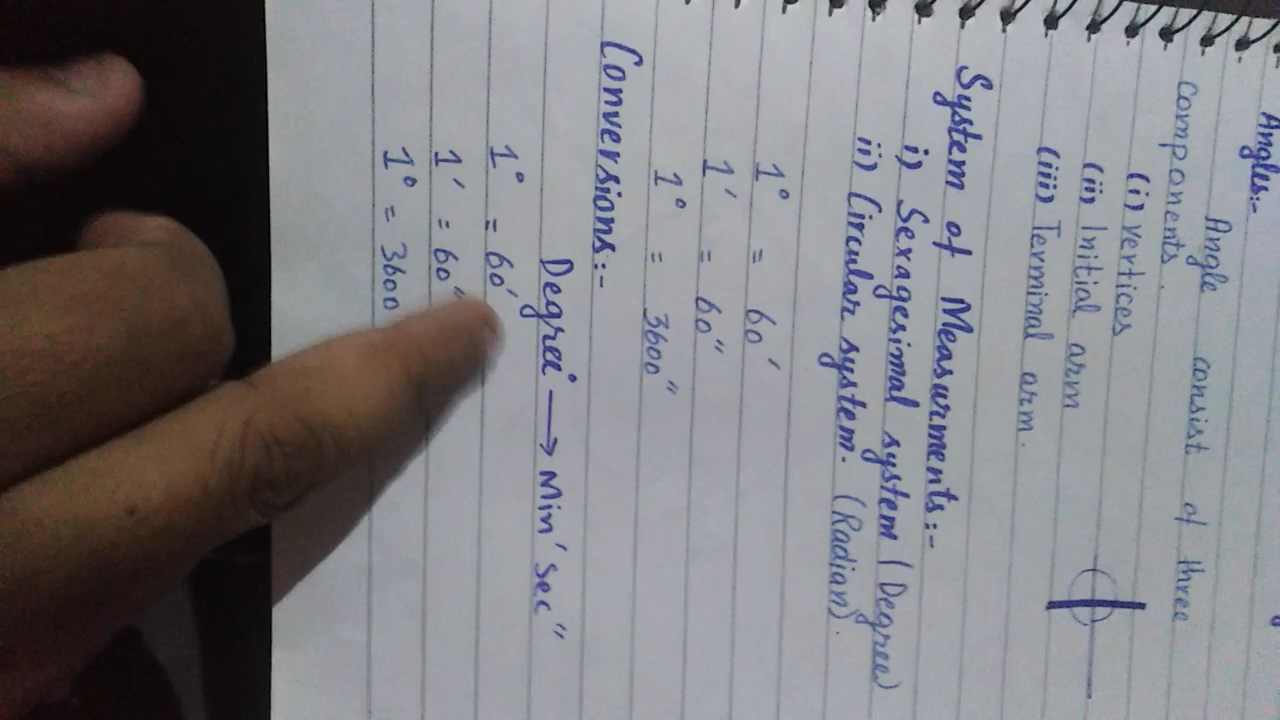 Angles:-
Angle consist of three
Components.
(i) vertices
(ii) Initial arm
(iii) Terminal arm.
System of Measurments:-
i) Sexagesimal system (Degree)
ii) Circular system. (Radian).
1° = 60'
1' = 60"
1° = 3600"
Conversions:-
Degree° → Min' Sec"
1° = 60'
1' = 60"
1° = 3600